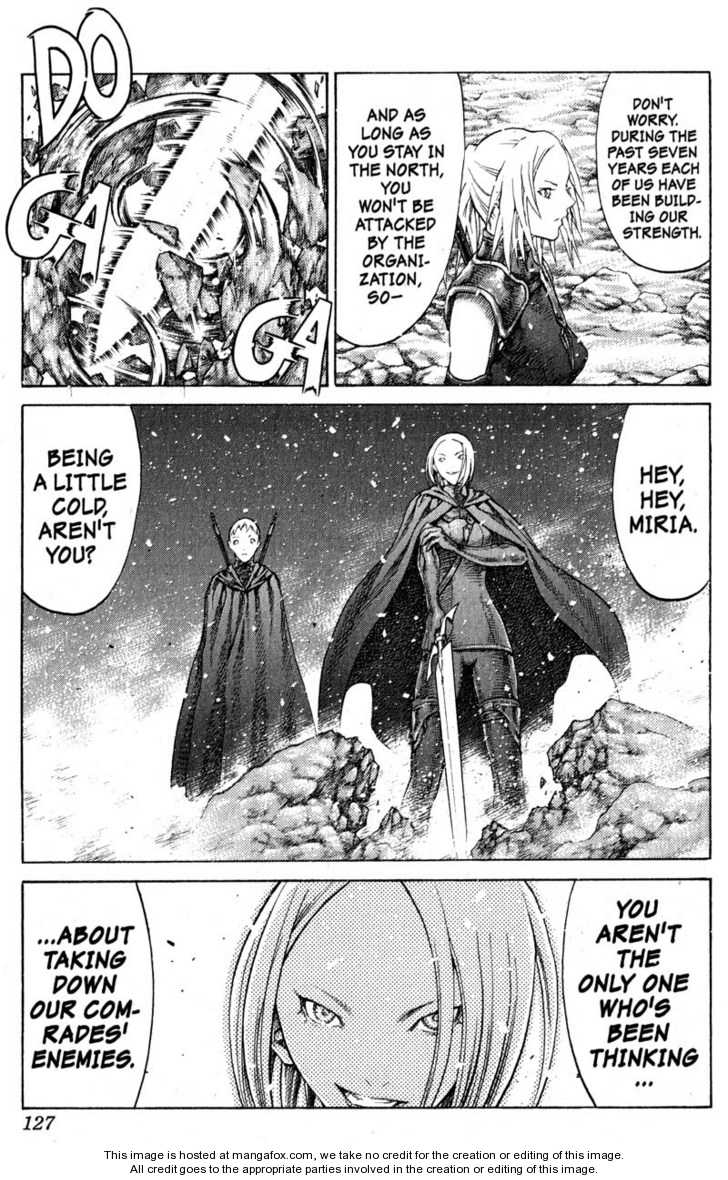 DON'T
WORRY.
DURING THE
PAST SEVEN
YEARS EACH
OF US HAVE
BEEN BUILD-
ING OUR
STRENGTH.
AND AS
LONG AS
YOU STAY IN
THE NORTH,
YOU
WON'T BE
ATTACKED
BY THE
ORGANI-
ZATION,
SO—
DO
GA
GA
HEY,
HEY,
MIRIA.
BEING
A LITTLE
COLD,
AREN'T
YOU?
YOU
AREN'T
THE
ONLY ONE
WHO'S
BEEN
THINKING
...
...ABOUT
TAKING
DOWN
OUR COM-
RADES'
ENEMIES.
127
This image is hosted at mangafox.com, we take no credit for the creation or editing of this image.
All credit goes to the appropriate parties involved in the creation or editing of this image.